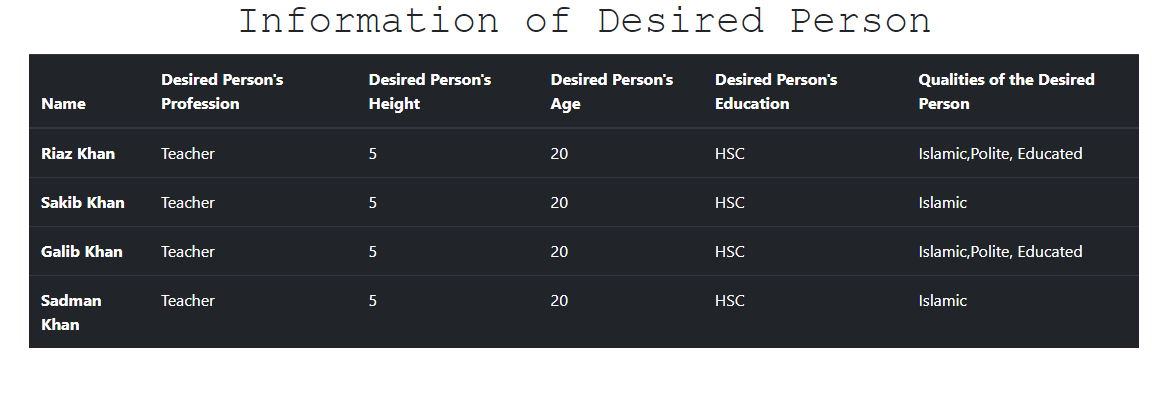 Information of Desired Person
Name Desired Person's Profession Desired Person's Height Desired Person's Age Desired Person's Education Qualities of the Desired Person
Riaz Khan Teacher 5 20 HSC Islamic,Polite, Educated
Sakib Khan Teacher 5 20 HSC Islamic
Galib Khan Teacher 5 20 HSC Islamic,Polite, Educated
Sadman Khan Teacher 5 20 HSC Islamic